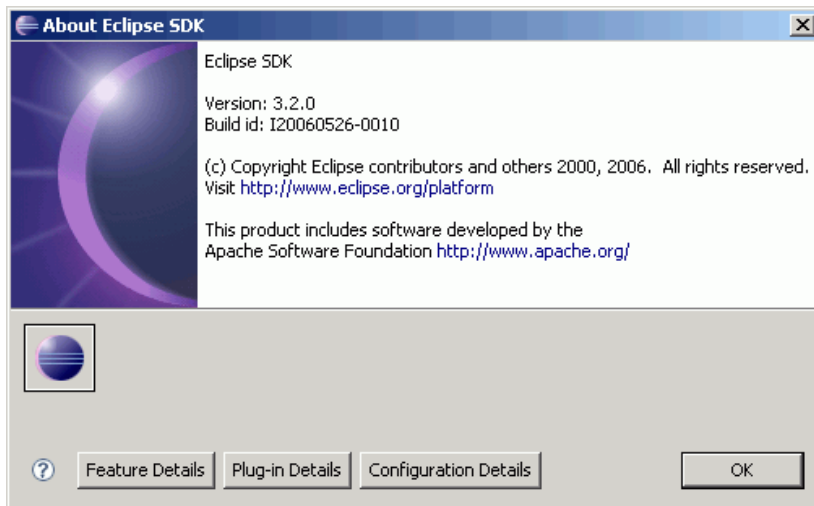 About Eclipse SDK
Eclipse SDK
Version: 3.2.0
Build id: I20060526-0010
(c) Copyright Eclipse contributors and others 2000, 2006.  All rights reserved.
Visit http://www.eclipse.org/platform
This product includes software developed by the
Apache Software Foundation http://www.apache.org/
Feature Details
Plug-in Details
Configuration Details
OK